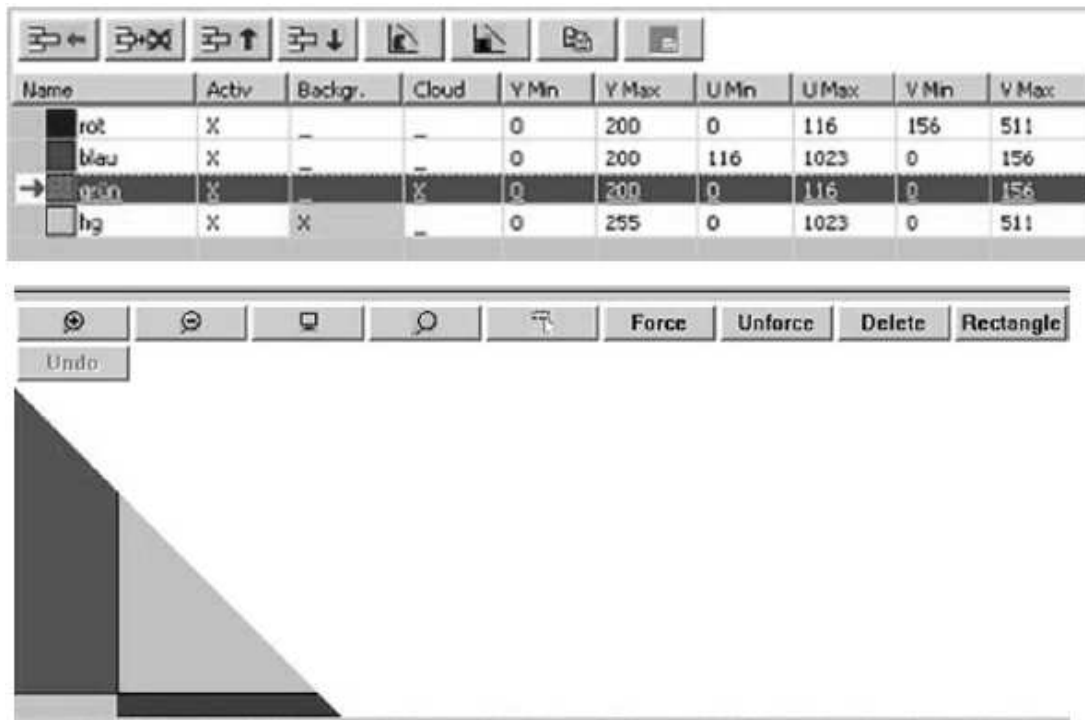 Name Activ Backgr. Cloud Y Min Y Max U Min U Max V Min V Max
rot X _ _ 0 200 0 116 156 511
blau X _ _ 0 200 116 1023 0 156
grün X _ X 0 200 0 116 0 156
hg X X _ 0 255 0 1023 0 511
Force Unforce Delete Rectangle
Undo